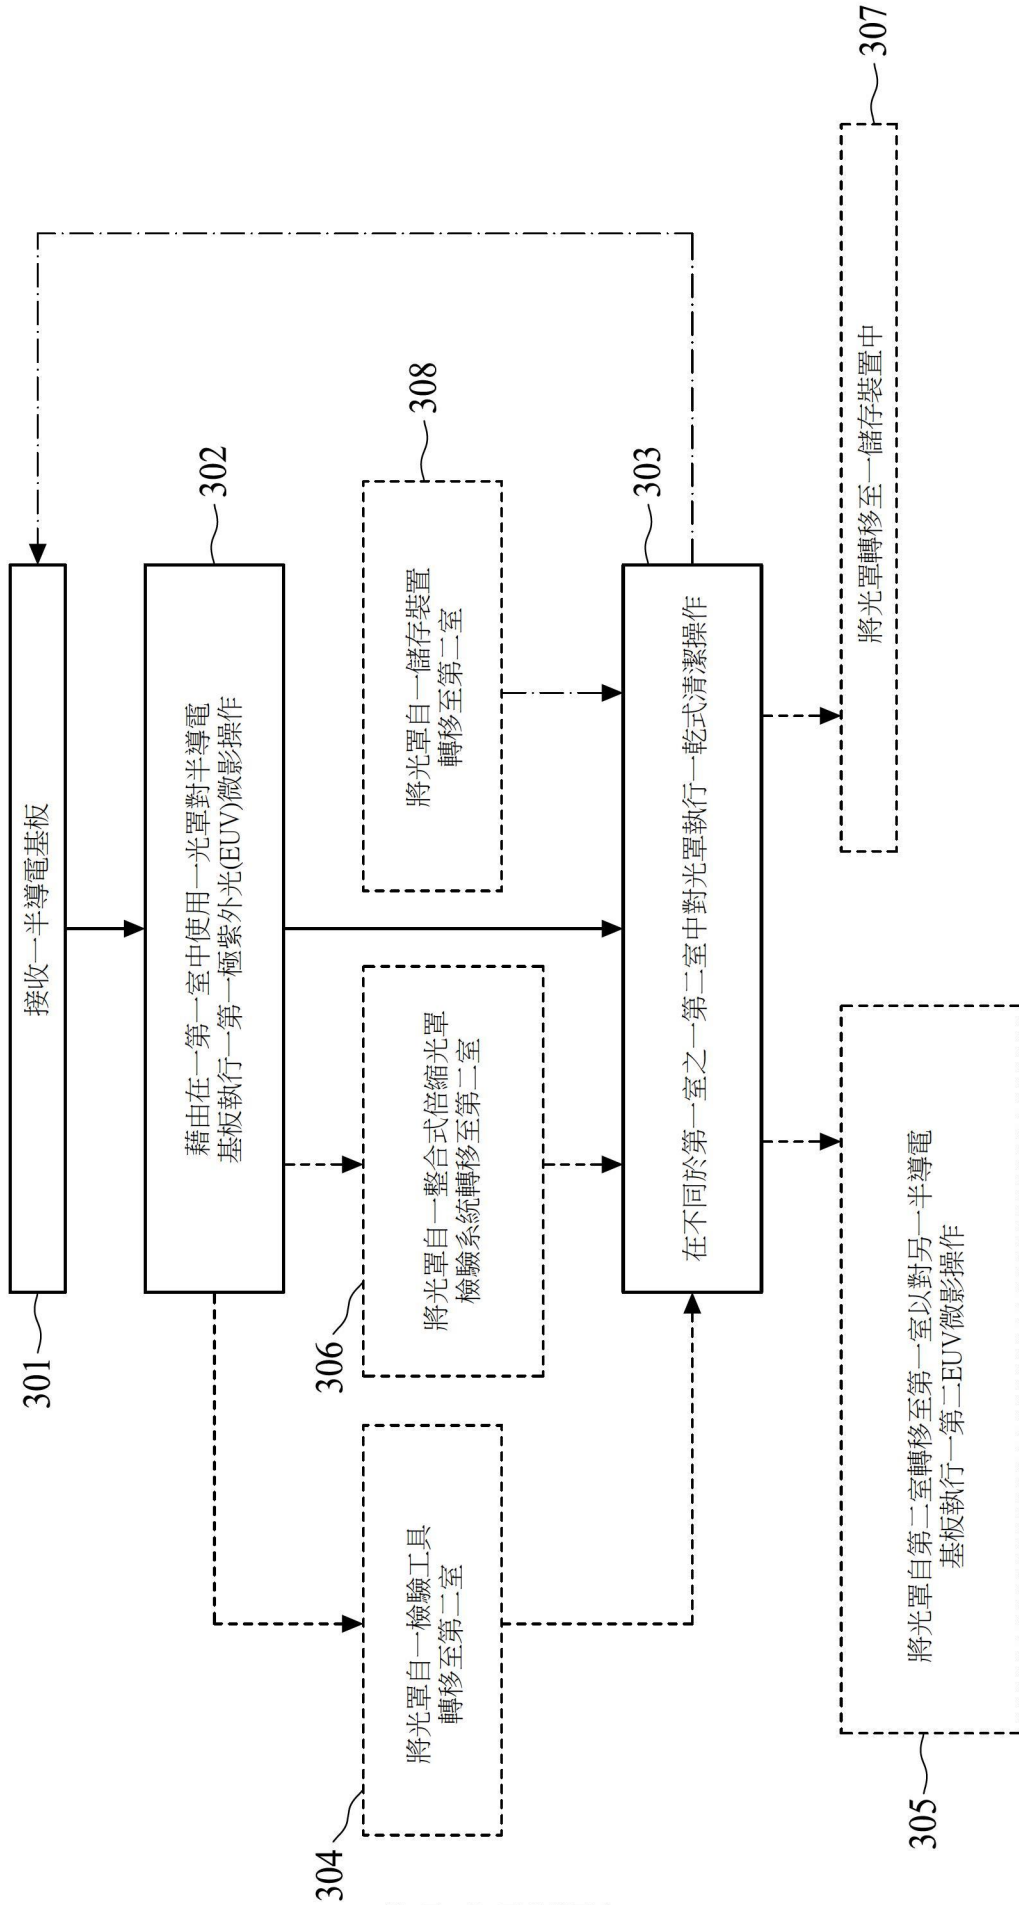 301
接收一半導電基板
302
藉由在一第一室中使用一光罩對半導電
基板執行一第一極紫外光(EUV)微影操作
304
將光罩自一檢驗工具
轉移至第二室
306
將光罩自一整合式倍縮光罩
檢驗系統轉移至第二室
308
將光罩自一儲存裝置
轉移至第二室
303
在不同於第一室之一第二室中對光罩執行一乾式清潔操作
305
將光罩自第二室轉移至第一室以對另一半導電
基板執行一第二EUV微影操作
307
將光罩轉移至一儲存裝置中